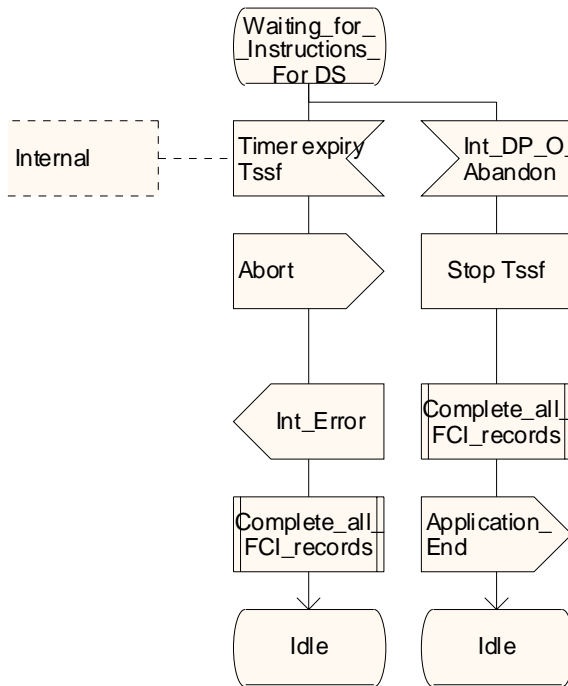 Waiting_for_
_Instructions_
For DS
Internal
Timer expiry
Tssf
Int_DP_O_
Abandon
Abort
Stop Tssf
Int_Error
Complete_all_
FCI_records
Complete_all_
FCI_records
Application_
End
Idle
Idle